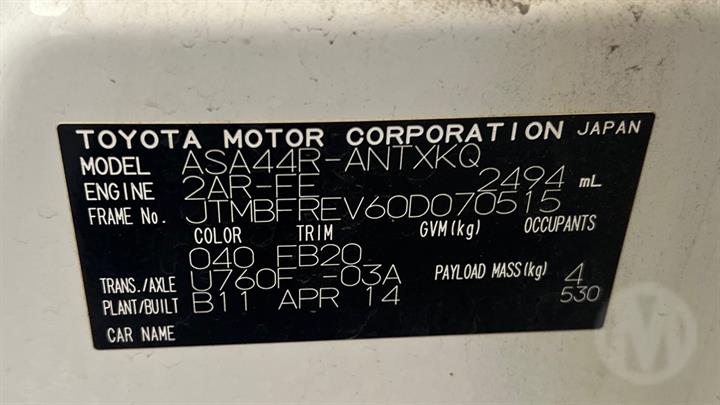 TOYOTA MOTOR CORPORATION JAPAN
MODEL ASA44R-ANTXKQ
ENGINE 2AR-FE 2494 mL
FRAME No. JTMBFREV60D070515
COLOR TRIM GVM(kg) OCCUPANTS
040 FB20
TRANS./AXLE U760F -03A PAYLOAD MASS(kg) 4
PLANT/BUILT B11 APR 14 530
CAR NAME
M